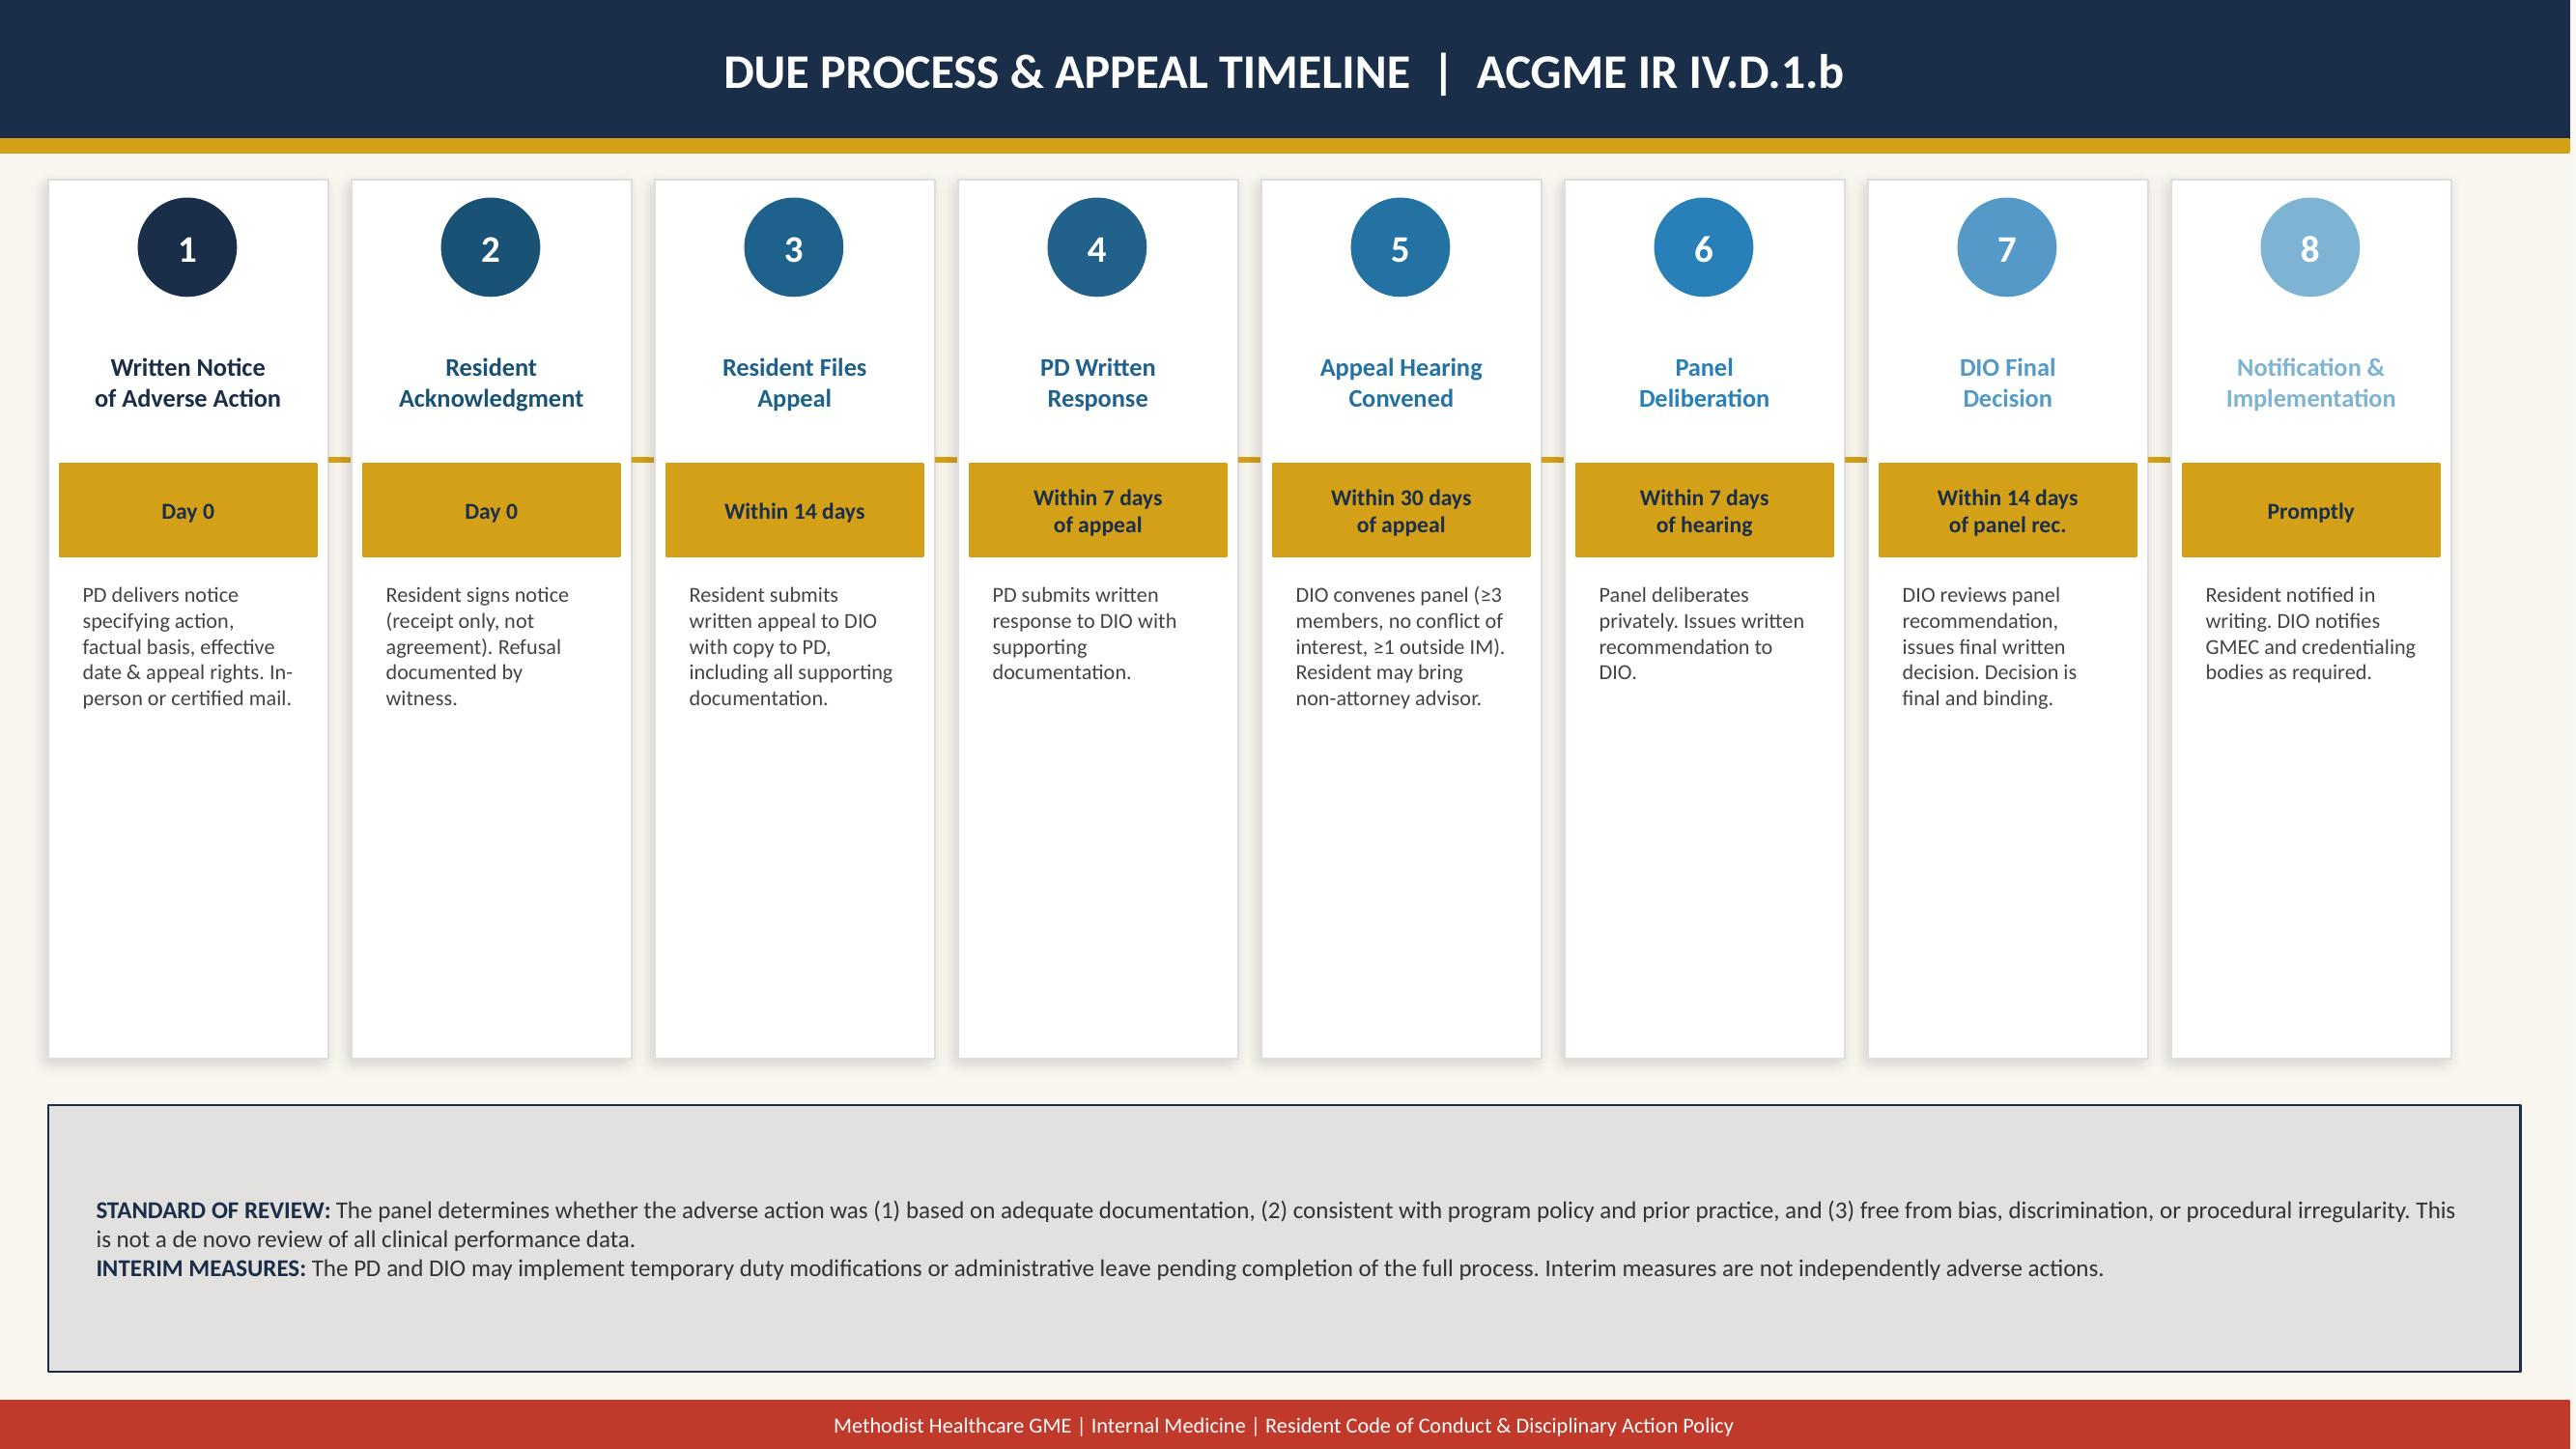 DUE PROCESS & APPEAL TIMELINE | ACGME IR IV.D.1.b
1
Written Notice
of Adverse Action
Day 0
PD delivers notice
specifying action,
factual basis, effective
date & appeal rights. In-
person or certified mail.
2
Resident
Acknowledgment
Day 0
Resident signs notice
(receipt only, not
agreement). Refusal
documented by
witness.
3
Resident Files
Appeal
Within 14 days
Resident submits
written appeal to DIO
with copy to PD,
including all supporting
documentation.
4
PD Written
Response
Within 7 days
of appeal
PD submits written
response to DIO with
supporting
documentation.
5
Appeal Hearing
Convened
Within 30 days
of appeal
DIO convenes panel (≥3
members, no conflict of
interest, ≥1 outside IM).
Resident may bring
non-attorney advisor.
6
Panel
Deliberation
Within 7 days
of hearing
Panel deliberates
privately. Issues written
recommendation to
DIO.
7
DIO Final
Decision
Within 14 days
of panel rec.
DIO reviews panel
recommendation,
issues final written
decision. Decision is
final and binding.
8
Notification &
Implementation
Promptly
Resident notified in
writing. DIO notifies
GMEC and credentialing
bodies as required.
STANDARD OF REVIEW: The panel determines whether the adverse action was (1) based on adequate documentation, (2) consistent with program policy and prior practice, and (3) free from bias, discrimination, or procedural irregularity. This
is not a de novo review of all clinical performance data.
INTERIM MEASURES: The PD and DIO may implement temporary duty modifications or administrative leave pending completion of the full process. Interim measures are not independently adverse actions.
Methodist Healthcare GME | Internal Medicine | Resident Code of Conduct & Disciplinary Action Policy